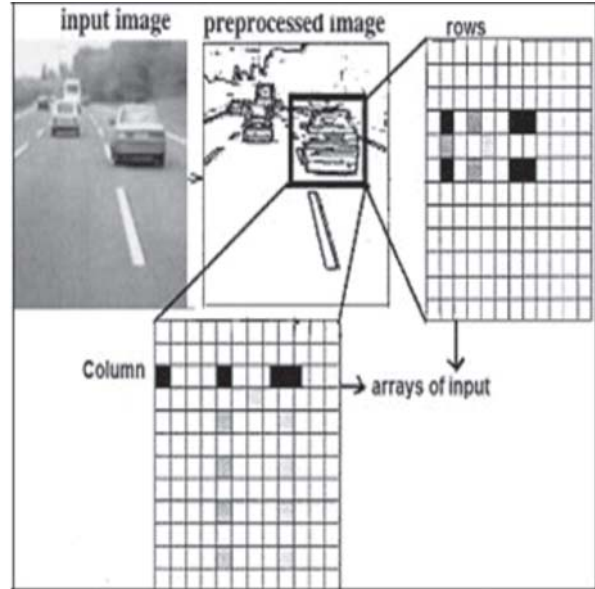 input image
preprocessed image
rows
Column
arrays of input